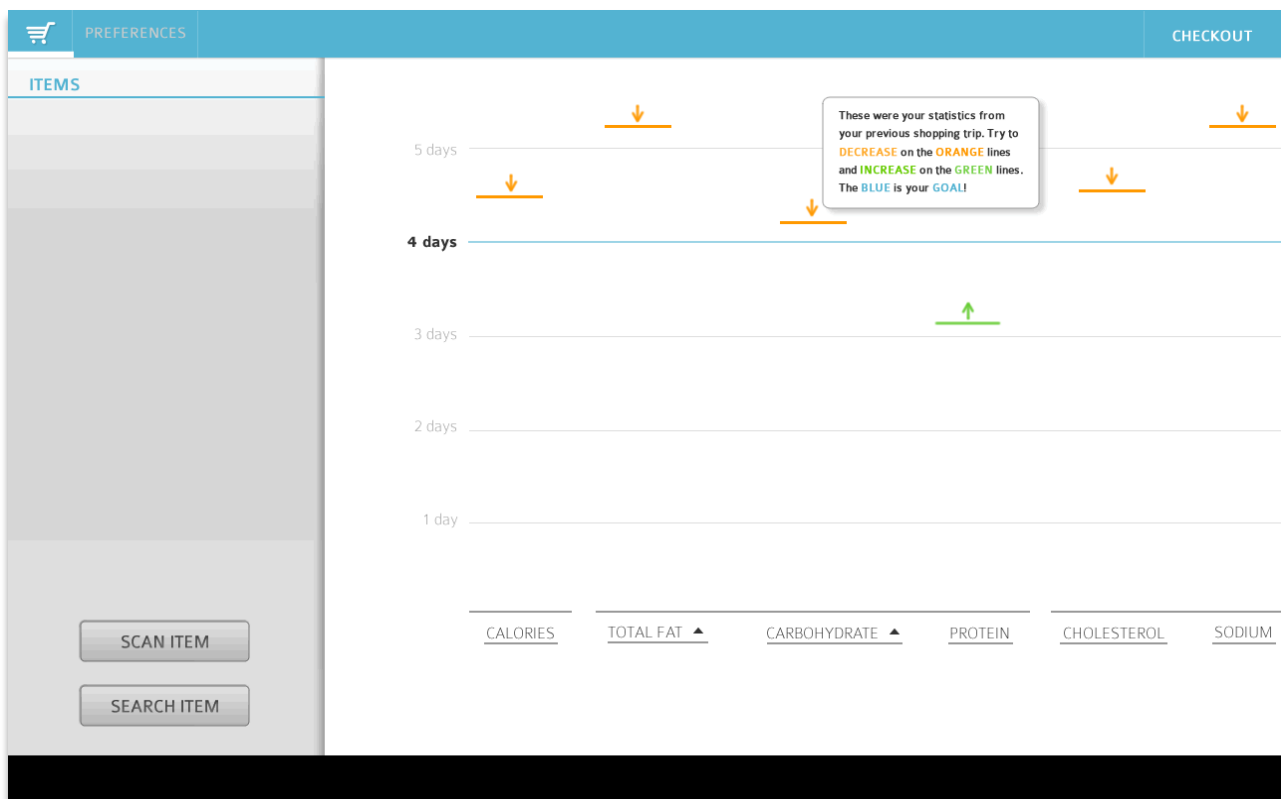 PREFERENCES
CHECKOUT
ITEMS
These were your statistics from
your previous shopping trip. Try to
DECREASE on the ORANGE lines
and INCREASE on the GREEN lines.
The BLUE is your GOAL!
5 days
4 days
3 days
2 days
1 day
CALORIES
TOTAL FAT
CARBOHYDRATE
PROTEIN
CHOLESTEROL
SODIUM
SCAN ITEM
SEARCH ITEM